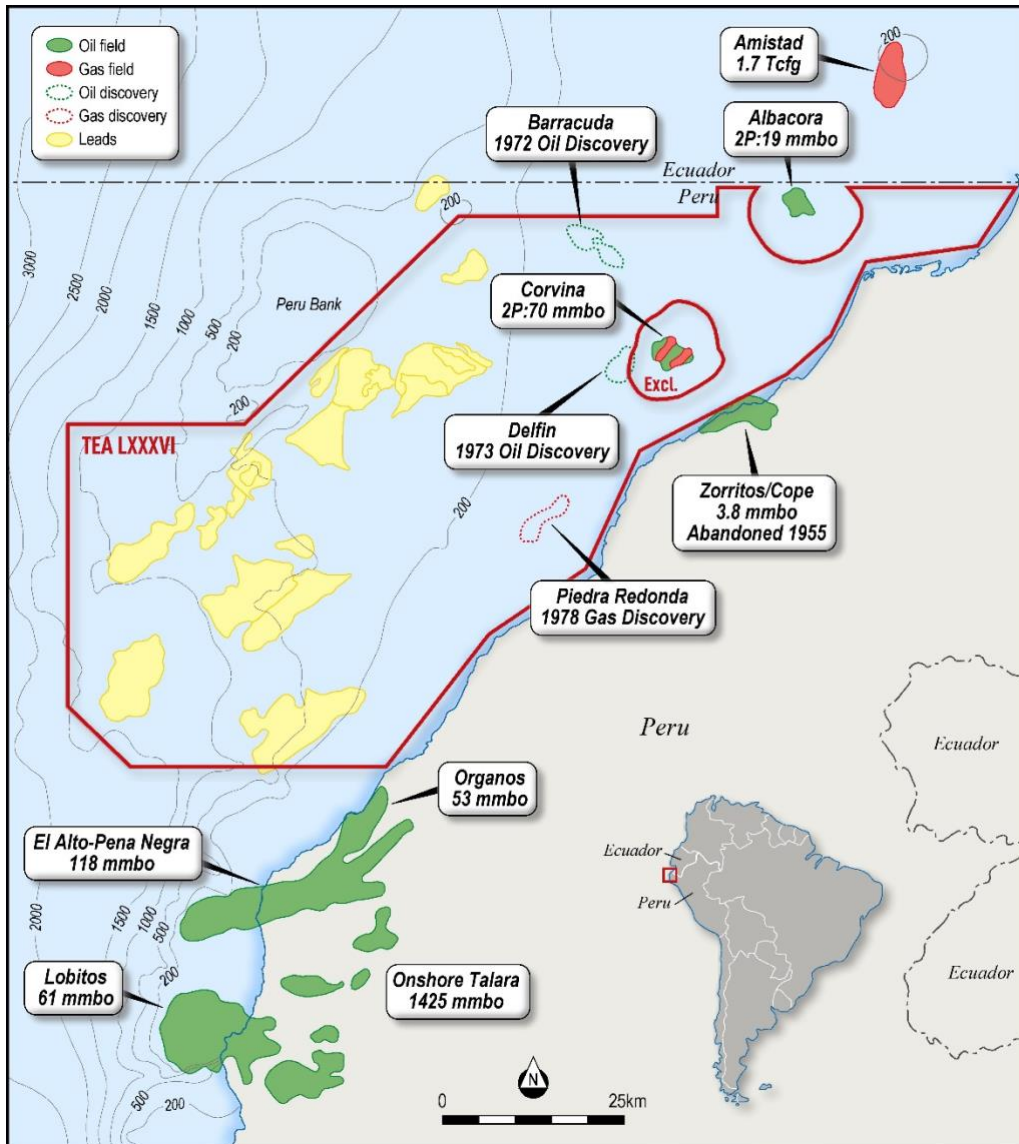 Oil field
Gas field
Oil discovery
Gas discovery
Leads
200
Amistad
1.7 Tcfg
Barracuda
1972 Oil Discovery
Albacora
2P:19 mmbo
Ecuador
Peru
200
3000
2500
2000
1500
1000
500
200
Peru Bank
Corvina
2P:70 mmbo
Excl.
200
TEA LXXXVI
Delfin
1973 Oil Discovery
200
Zorritos/Cope
3.8 mmbo
Abandoned 1955
Piedra Redonda
1978 Gas Discovery
Peru
Ecuador
Organos
53 mmbo
El Alto-Pena Negra
118 mmbo
Ecuador
Peru
2000
1500
1000
500
200
Lobitos
61 mmbo
Onshore Talara
1425 mmbo
Ecuador
500
200
N
0
25km